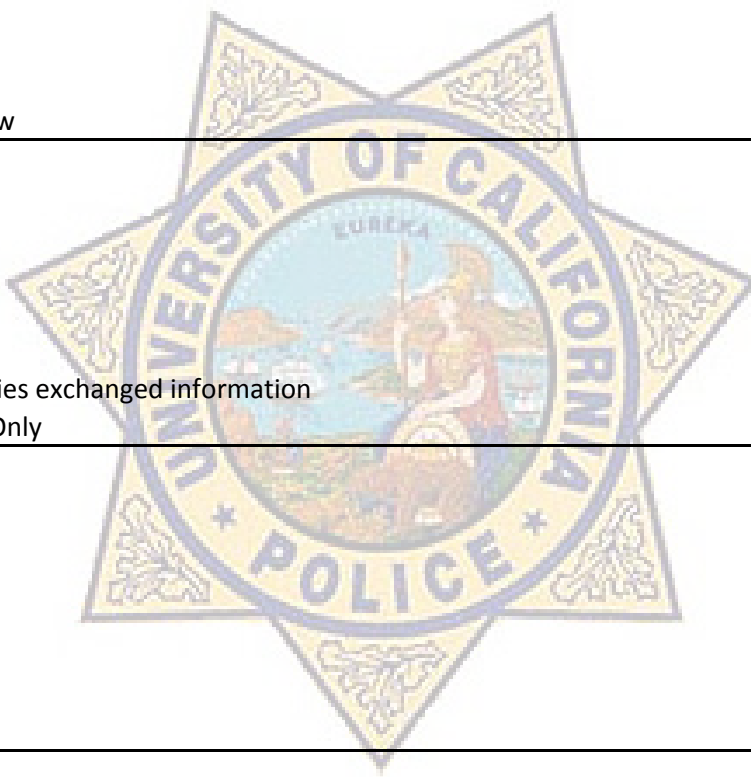 w
UNIVERSITY OF CALIFORNIA
EUREKA
ies exchanged information
Only
* POLICE *